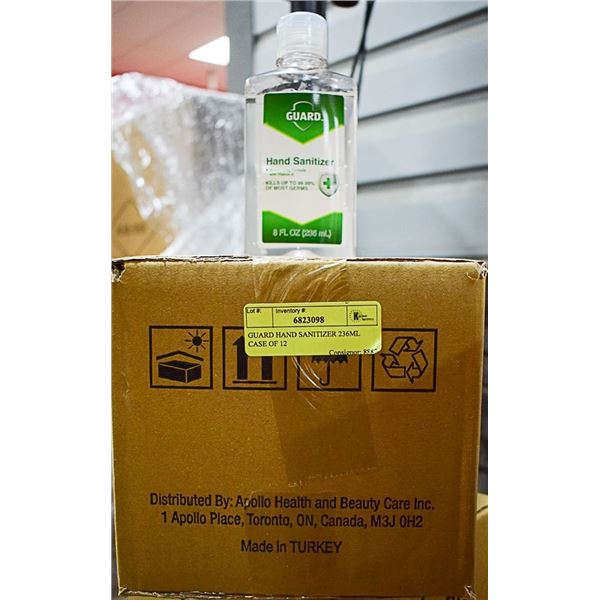 GUARD
Hand Sanitizer
KILLS UP TO 99.99%
OF MOST GERMS
8 FL OZ (236 mL)
Lot #:
Inventory #:
6823098
GUARD HAND SANITIZER 236ML
CASE OF 12
Consignor:
Distributed By: Apollo Health and Beauty Care Inc.
1 Apollo Place, Toronto, ON, Canada, M3J 0H2
Made in TURKEY